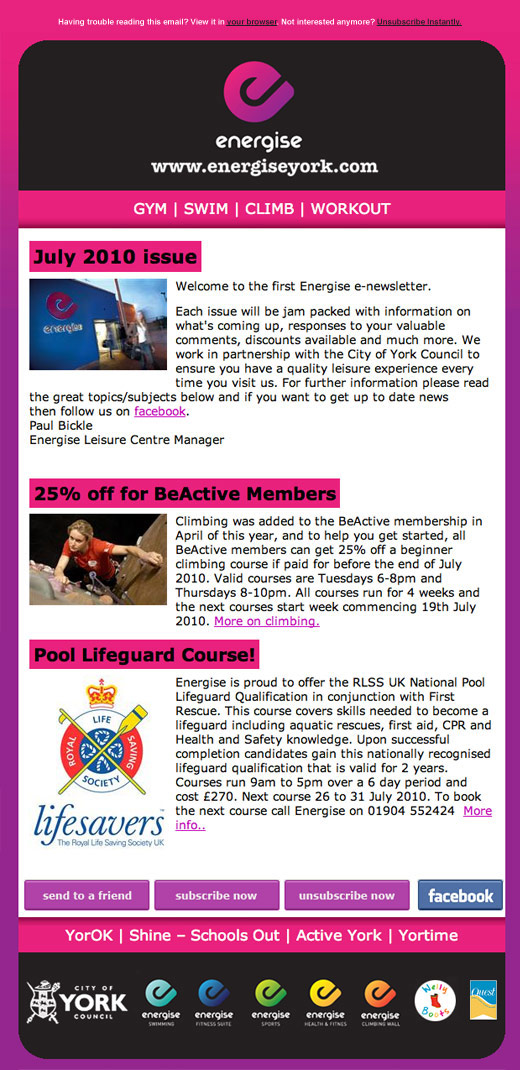 Having trouble reading this email? View it in your browser. Not interested anymore? Unsubscribe Instantly.
energise
www.energiseyork.com
GYM | SWIM | CLIMB | WORKOUT
July 2010 issue
energise
Welcome to the first Energise e-newsletter.
Each issue will be jam packed with information on
what's coming up, responses to your valuable
comments, discounts available and much more. We
work in partnership with the City of York Council to
ensure you have a quality leisure experience every
time you visit us. For further information please read
the great topics/subjects below and if you want to get up to date news
then follow us on facebook.
Paul Bickle
Energise Leisure Centre Manager
25% off for BeActive Members
Climbing was added to the BeActive membership in
April of this year, and to help you get started, all
BeActive members can get 25% off a beginner
climbing course if paid for before the end of July
2010. Valid courses are Tuesdays 6-8pm and
Thursdays 8-10pm. All courses run for 4 weeks and
the next courses start week commencing 19th July
2010. More on climbing.
Pool Lifeguard Course!
ROYAL LIFE SAVING SOCIETY
lifesavers™
The Royal Life Saving Society UK
Energise is proud to offer the RLSS UK National Pool
Lifeguard Qualification in conjunction with First
Rescue. This course covers skills needed to become a
lifeguard including aquatic rescues, first aid, CPR and
Health and Safety knowledge. Upon successful
completion candidates gain this nationally recognised
lifeguard qualification that is valid for 2 years.
Courses run 9am to 5pm over a 6 day period and
cost £270. Next course 26 to 31 July 2010. To book
the next course call Energise on 01904 552424 More
info..
send to a friend
subscribe now
unsubscribe now
facebook
YorOK | Shine – Schools Out | Active York | Yortime
CITY OF
YORK
COUNCIL
energise
SWIMMING
energise
FITNESS SUITE
energise
SPORTS
energise
HEALTH & FITNES
energise
CLIMBING WALL
Nelly
Boots
Quest